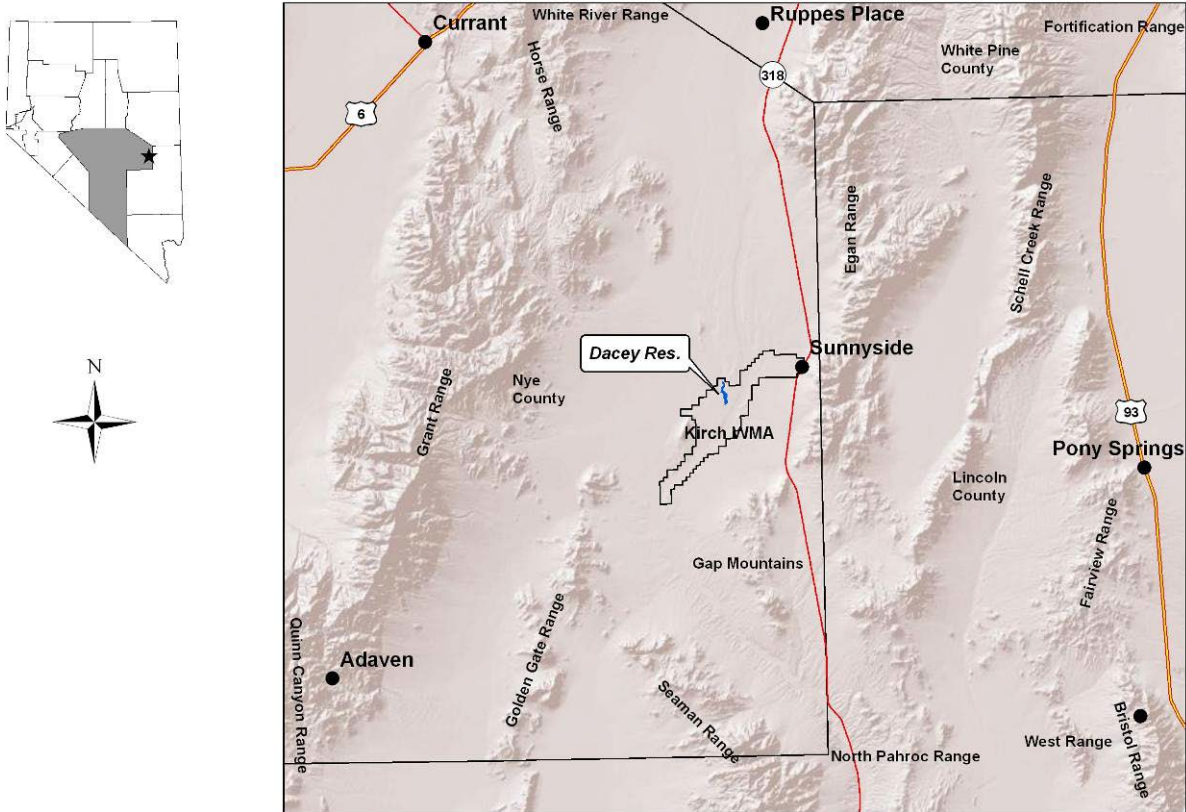 White River Range
Ruppes Place
Currant
Fortification Range
White Pine
County
Horse Range
318
6
Egan Range
Schell Creek Range
Dacey Res.
Sunnyside
N
Nye
County
Grant Range
93
Kirch WMA
Pony Springs
Lincoln
County
Gap Mountains
Fairview Range
Quinn Canyon Range
Adaven
Golden Gate Range
Seaman Range
North Pahroc Range
West Range
Bristol Range